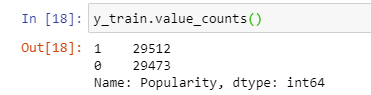 In [18]: y_train.value_counts()
Out[18]: 1    29512
0    29473
Name: Popularity, dtype: int64